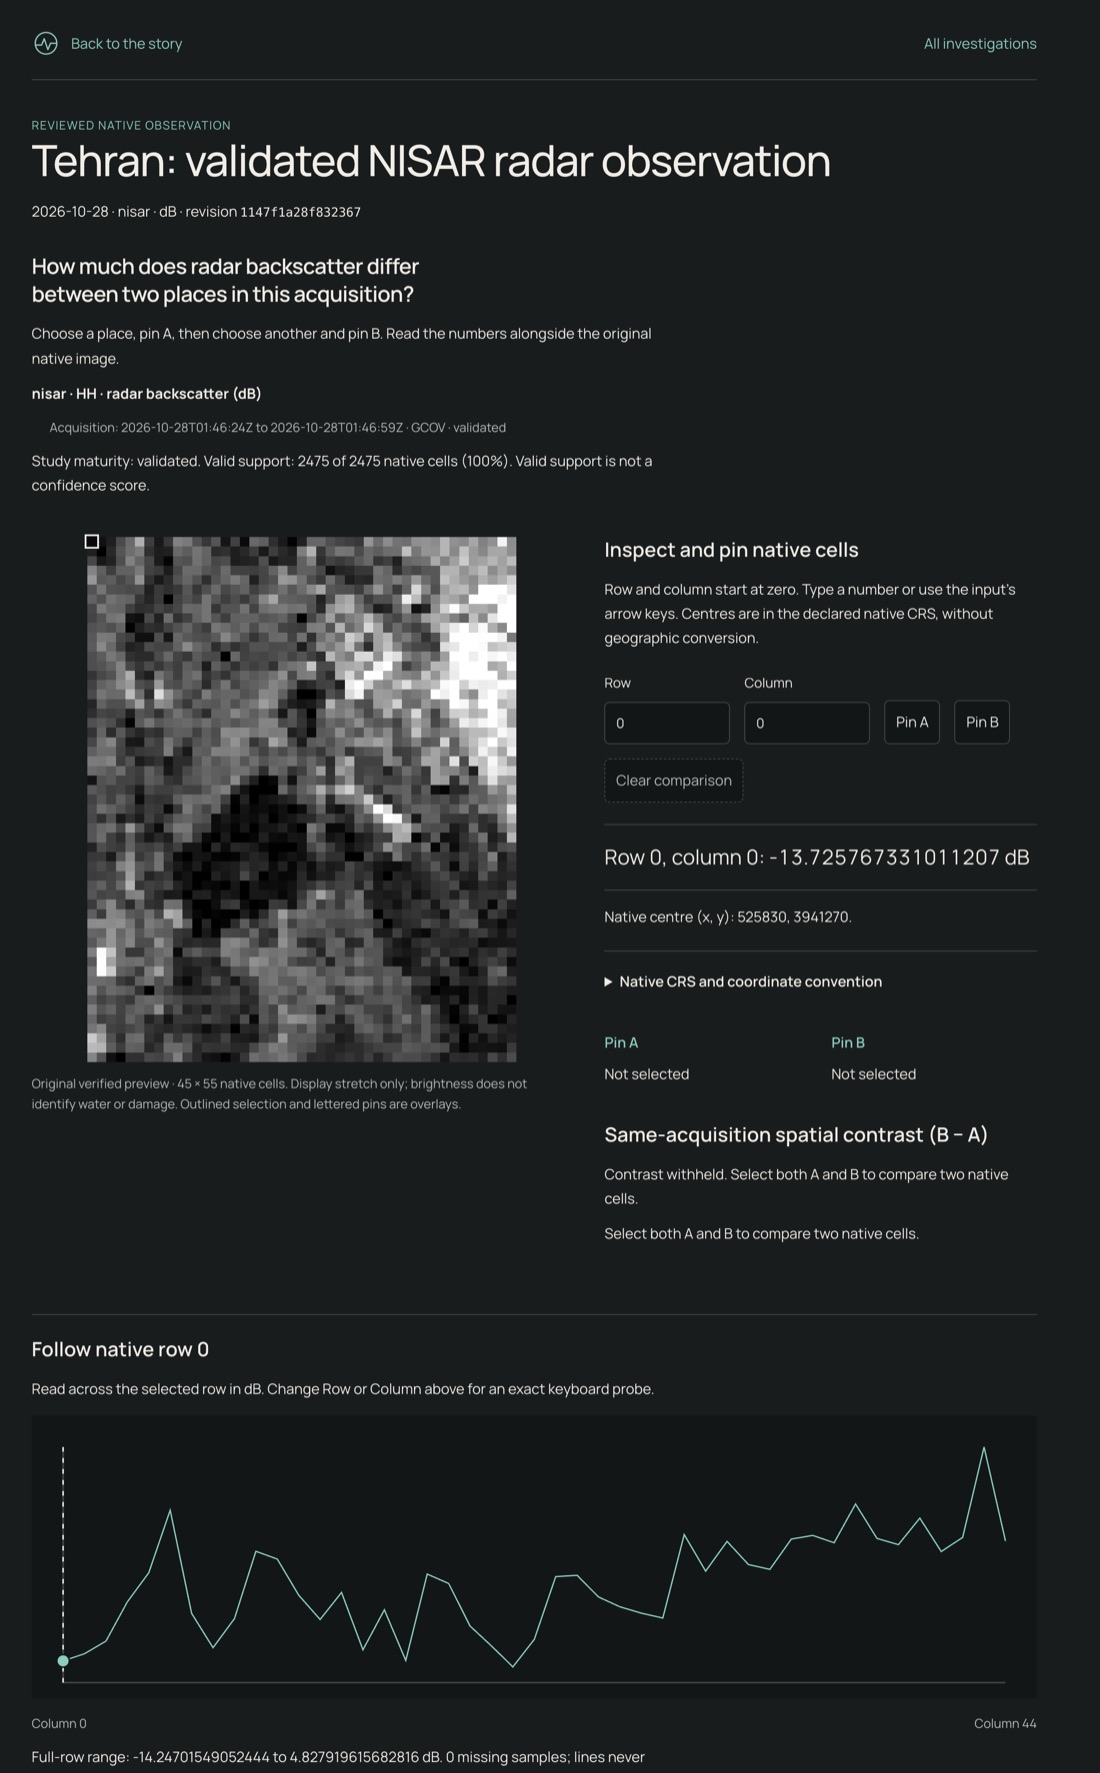 Back to the story
All investigations
REVIEWED NATIVE OBSERVATION
Tehran: validated NISAR radar observation
2026-10-28 · nisar · dB · revision 1147f1a28f832367
How much does radar backscatter differ
between two places in this acquisition?
Choose a place, pin A, then choose another and pin B. Read the numbers alongside the original
native image.
nisar · HH · radar backscatter (dB)
Acquisition: 2026-10-28T01:46:24Z to 2026-10-28T01:46:59Z · GCOV · validated
Study maturity: validated. Valid support: 2475 of 2475 native cells (100%). Valid support is not a
confidence score.
Original verified preview · 45 × 55 native cells. Display stretch only; brightness does not
identify water or damage. Outlined selection and lettered pins are overlays.
Inspect and pin native cells
Row and column start at zero. Type a number or use the input's
arrow keys. Centres are in the declared native CRS, without
geographic conversion.
Row
Column
0
0
Pin A
Pin B
Clear comparison
Row 0, column 0: -13.725767331011207 dB
Native centre (x, y): 525830, 3941270.
Native CRS and coordinate convention
Pin A
Pin B
Not selected
Not selected
Same-acquisition spatial contrast (B − A)
Contrast withheld. Select both A and B to compare two native
cells.
Select both A and B to compare two native cells.
Follow native row 0
Read across the selected row in dB. Change Row or Column above for an exact keyboard probe.
Column 0
Column 44
Full-row range: -14.24701549052444 to 4.827919615682816 dB. 0 missing samples; lines never